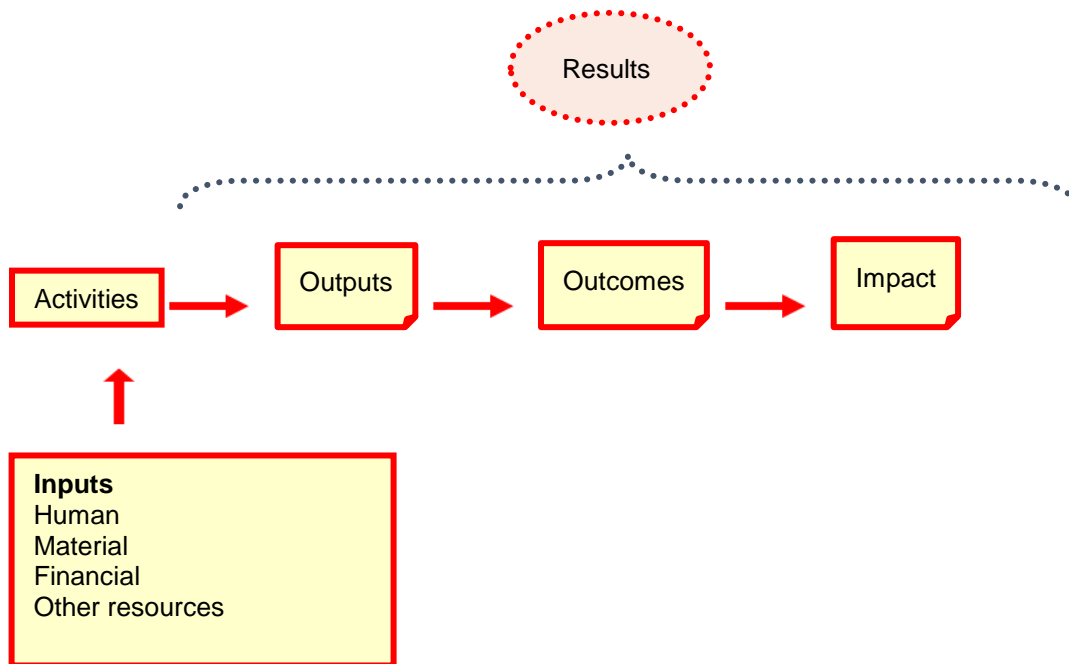 Results
Activities
Outputs
Outcomes
Impact
Inputs
Human
Material
Financial
Other resources